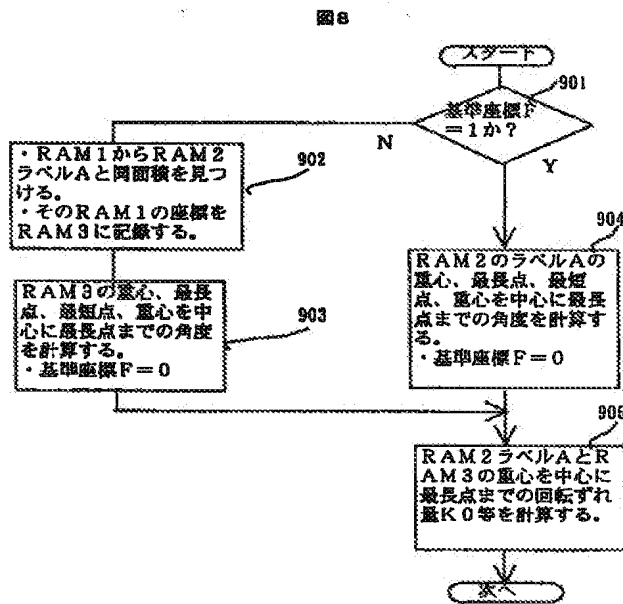 図8
スタート
901
基準座標F
=1か?
N
Y
902
・RAM1からRAM2
ラベルAと同面積を見つ
ける。
・そのRAM1の座標を
RAM3に記録する。
904
RAM2のラベルAの
重心、最長点、最短
点、重心を中心に最長
点までの角度を計算す
る。
・基準座標F=0
903
RAM3の重心、最長
点、最短点、重心を中
心に最長点までの角度
を計算する。
・基準座標F=0
905
RAM2ラベルAとR
AM3の重心を中心に
最長点までの回転ずれ
量K0等を計算する。
次へ